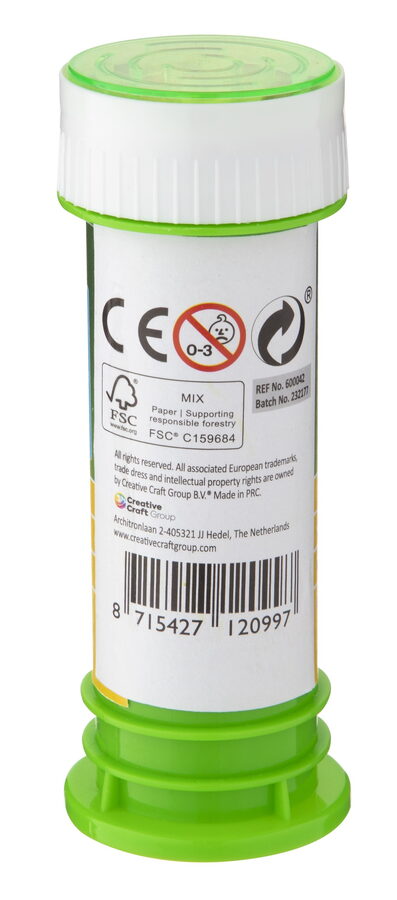 CE
0-3
®
REF No. 600042
Batch No. 232177
FSC
www.fsc.org
MIX
Paper | Supporting
responsible forestry
FSC® C159684
All rights reserved. All associated European trademarks,
trade dress and intellectual property rights are owned
by Creative Craft Group B.V.® Made in PRC.
Creative
Craft Group
Architronlaan 2-405321 JJ Hedel, The Netherlands
www.creativecraftgroup.com
8 715427 120997